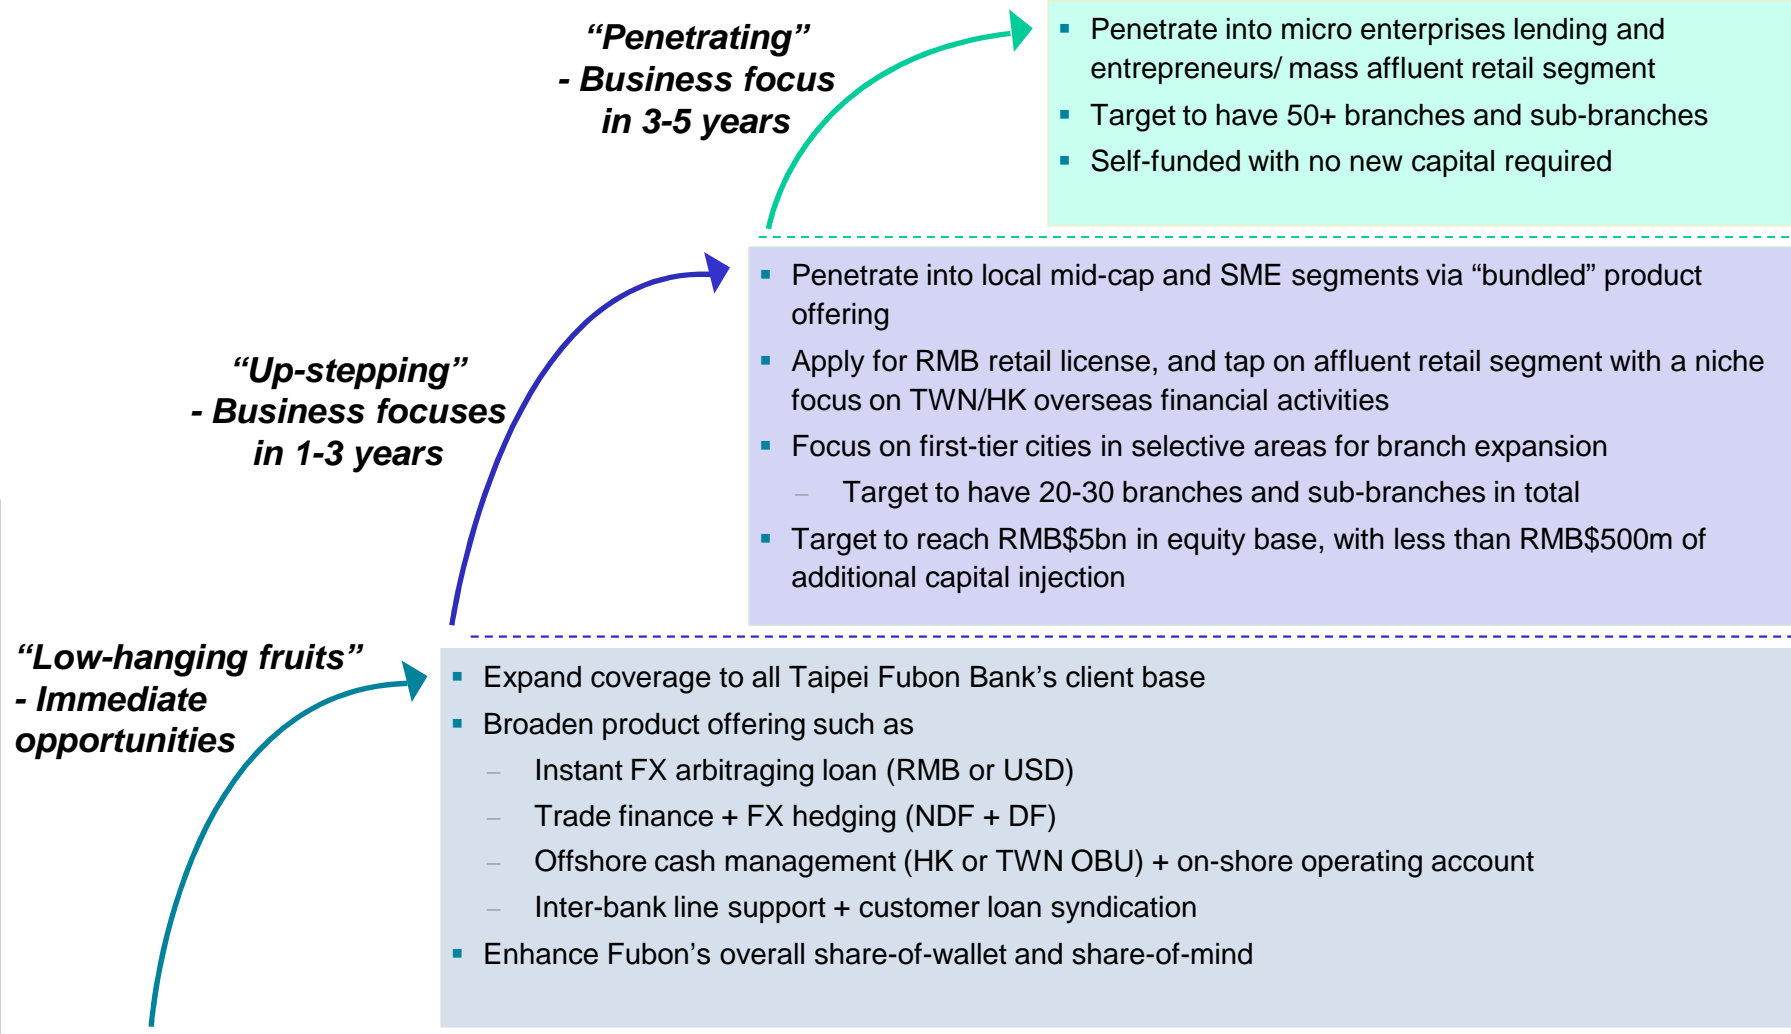 “Penetrating”
- Business focus
in 3-5 years
▪ Penetrate into micro enterprises lending and
entrepreneurs/ mass affluent retail segment
▪ Target to have 50+ branches and sub-branches
▪ Self-funded with no new capital required
“Up-stepping”
- Business focuses
in 1-3 years
▪ Penetrate into local mid-cap and SME segments via “bundled” product
offering
▪ Apply for RMB retail license, and tap on affluent retail segment with a niche
focus on TWN/HK overseas financial activities
▪ Focus on first-tier cities in selective areas for branch expansion
– Target to have 20-30 branches and sub-branches in total
▪ Target to reach RMB$5bn in equity base, with less than RMB$500m of
additional capital injection
“Low-hanging fruits”
- Immediate
opportunities
▪ Expand coverage to all Taipei Fubon Bank’s client base
▪ Broaden product offering such as
– Instant FX arbitraging loan (RMB or USD)
– Trade finance + FX hedging (NDF + DF)
– Offshore cash management (HK or TWN OBU) + on-shore operating account
– Inter-bank line support + customer loan syndication
▪ Enhance Fubon’s overall share-of-wallet and share-of-mind